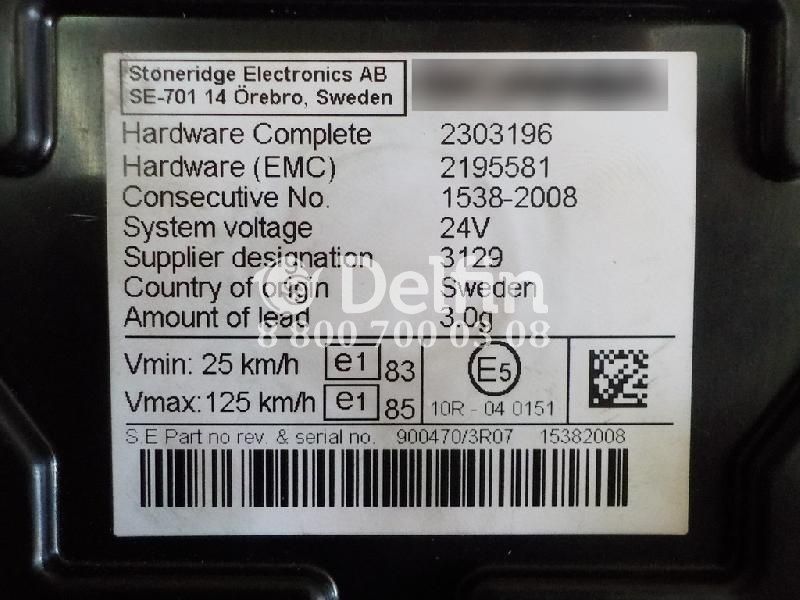 Stoneridge Electronics AB
SE-701 14 Örebro, Sweden
Hardware Complete 2303196
Hardware (EMC) 2195581
Consecutive No. 1538-2008
System voltage 24V
Supplier designation 3129
Country of origin Sweden
Amount of lead 3.0g
Delfin
8 800 700 03 08
Vmin: 25 km/h e1 83
Vmax: 125 km/h e1 85
E5
10R - 04 0151
S.E Part no rev. & serial no. 900470/3R07 15382008